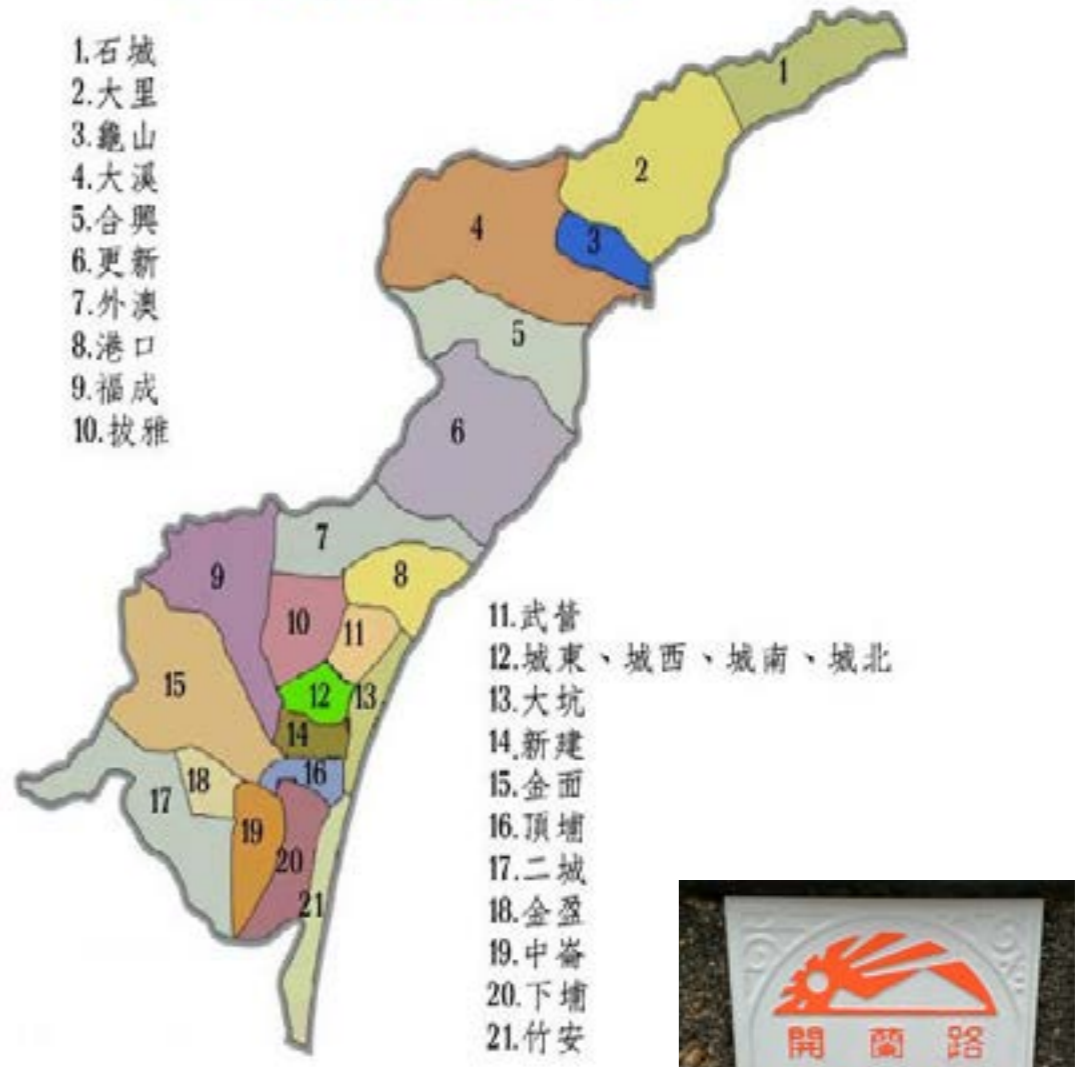 1.石城
2.大里
3.龜山
4.大溪
5.合興
6.更新
7.外澳
8.港口
9.福成
10.拔雅
1
2
3
4
5
6
7
8
9
10
11
12
13
14
15
16
17
18
19
20
21
11.武營
12.城東、城西、城南、城北
13.大坑
14.新建
15.金面
16.頂埔
17.二城
18.金盈
19.中崙
20.下埔
21.竹安
開蘭路